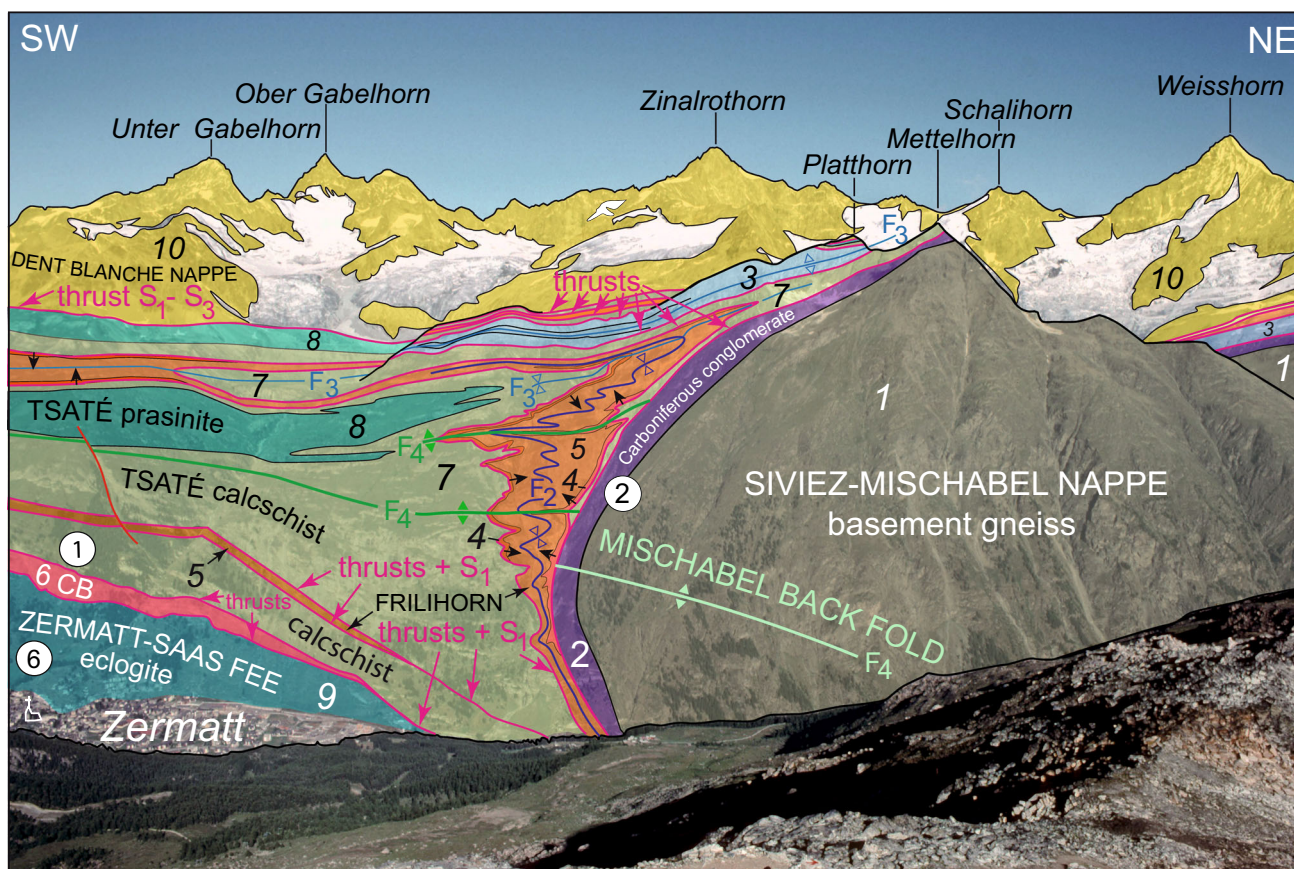 SW
NE
Ober Gabelhorn
Unter Gabelhorn
Zinalrothorn
Weisshorn
Schalihorn
Mettelhorn
Platthorn
10
DENT BLANCHE NAPPE
thrust S1- S3
F3
3
thrusts
7
10
3
1
8
7
F3
F3
Carboniferous conglomerate
1
TSATÉ prasinite
8
F4
7
5
4
F2
2
SIVIEZ-MISCHABEL NAPPE
basement gneiss
TSATÉ calcschist
F4
4
MISCHABEL BACK FOLD
F4
1
5
thrusts + S1
6 CB
thrusts
FRILIHORN
calcschist
thrusts + S1
ZERMATT-SAAS FEE
eclogite
6
9
2
Zermatt